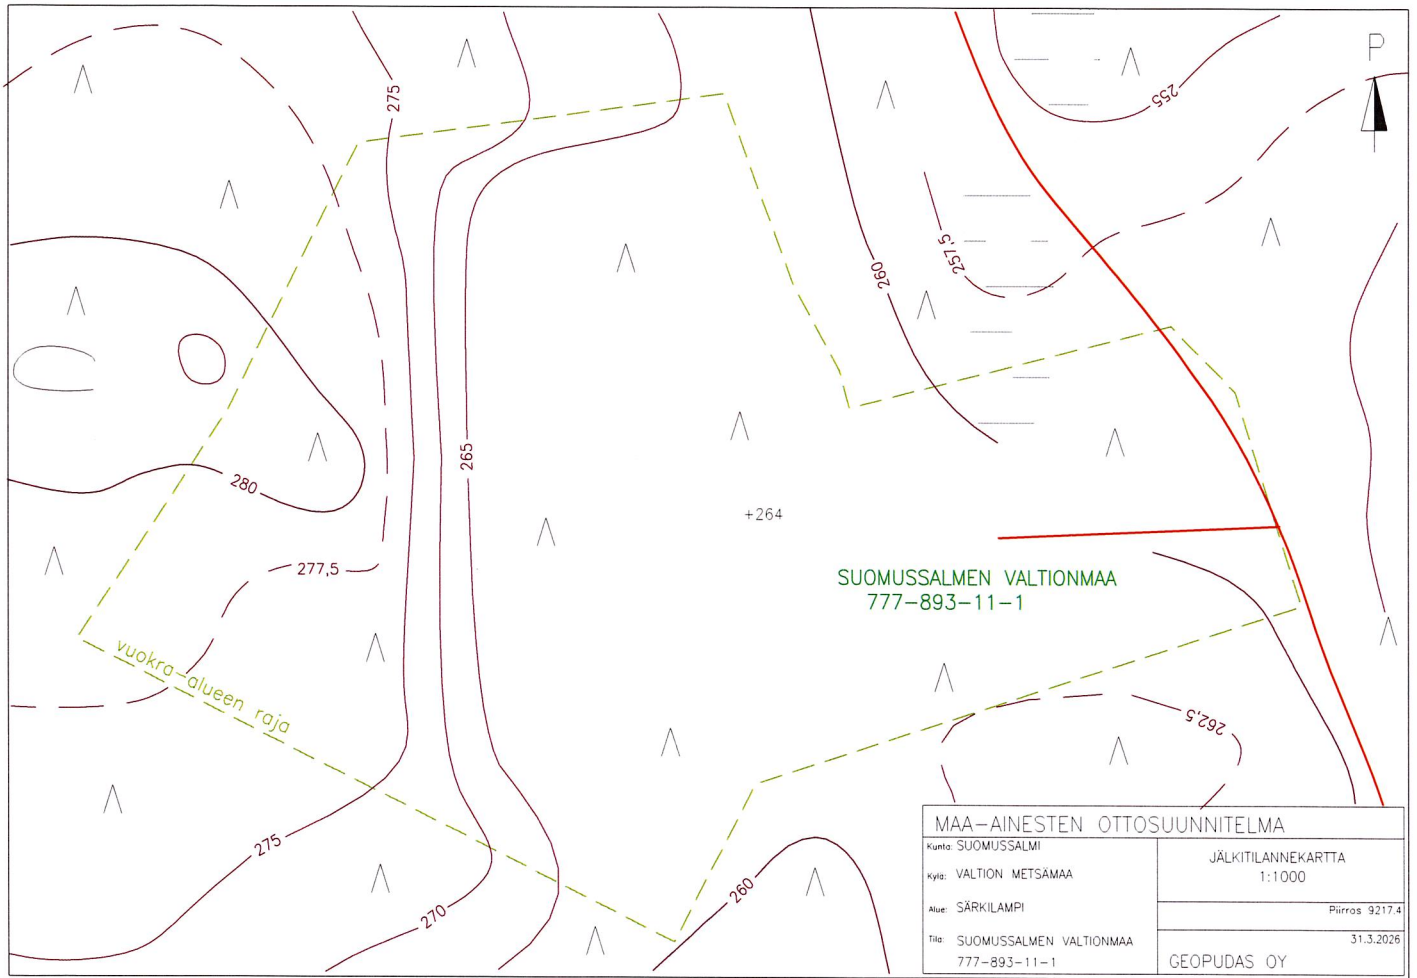 P
275
255
257,5
260
265
280
+264
277,5
SUOMUSSALMEN VALTIONMAA
777-893-11-1
vuokra-alueen raja
262,5
275
270
260
MAA-AINESTEN OTTOSUUNNITELMA
Kunta: SUOMUSSALMI
Kylä: VALTION METSÄMAA
Alue: SÄRKILAMPI
Tila: SUOMUSSALMEN VALTIONMAA
777-893-11-1
JÄLKITILANNEKARTTA
1:1000
Piirros 9217.4
31.3.2026
GEOPUDAS OY